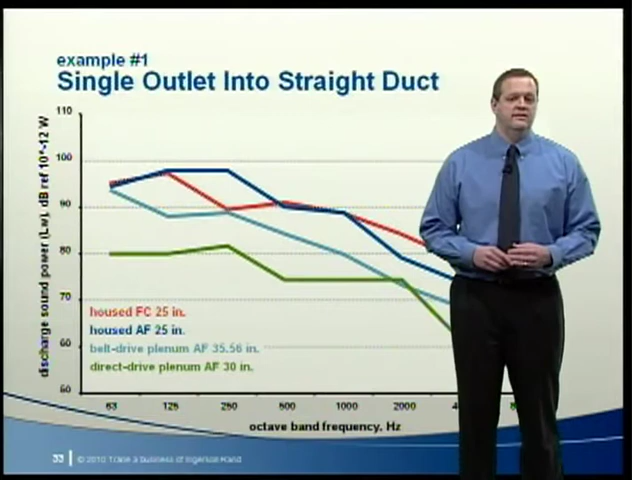 example #1
Single Outlet Into Straight Duct
discharge sound power (Lw), dB ref 10^-12 W
110
100
90
80
70
60
50
housed FC 25 in.
housed AF 25 in.
belt-drive plenum AF 35.56 in.
direct-drive plenum AF 30 in.
63 125 250 500 1000 2000 4 8
octave band frequency, Hz
33 © 2010 Trane a business of Ingersoll-Rand